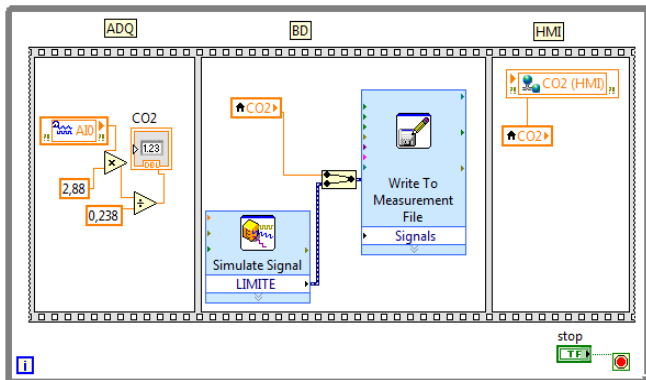 ADQ
BD
HMI
AI0
CO2
1.23
DBL
2,88
0,238
CO2
Simulate Signal
LIMITE
Write To
Measurement
File
Signals
CO2 (HMI)
CO2
stop
TF
i